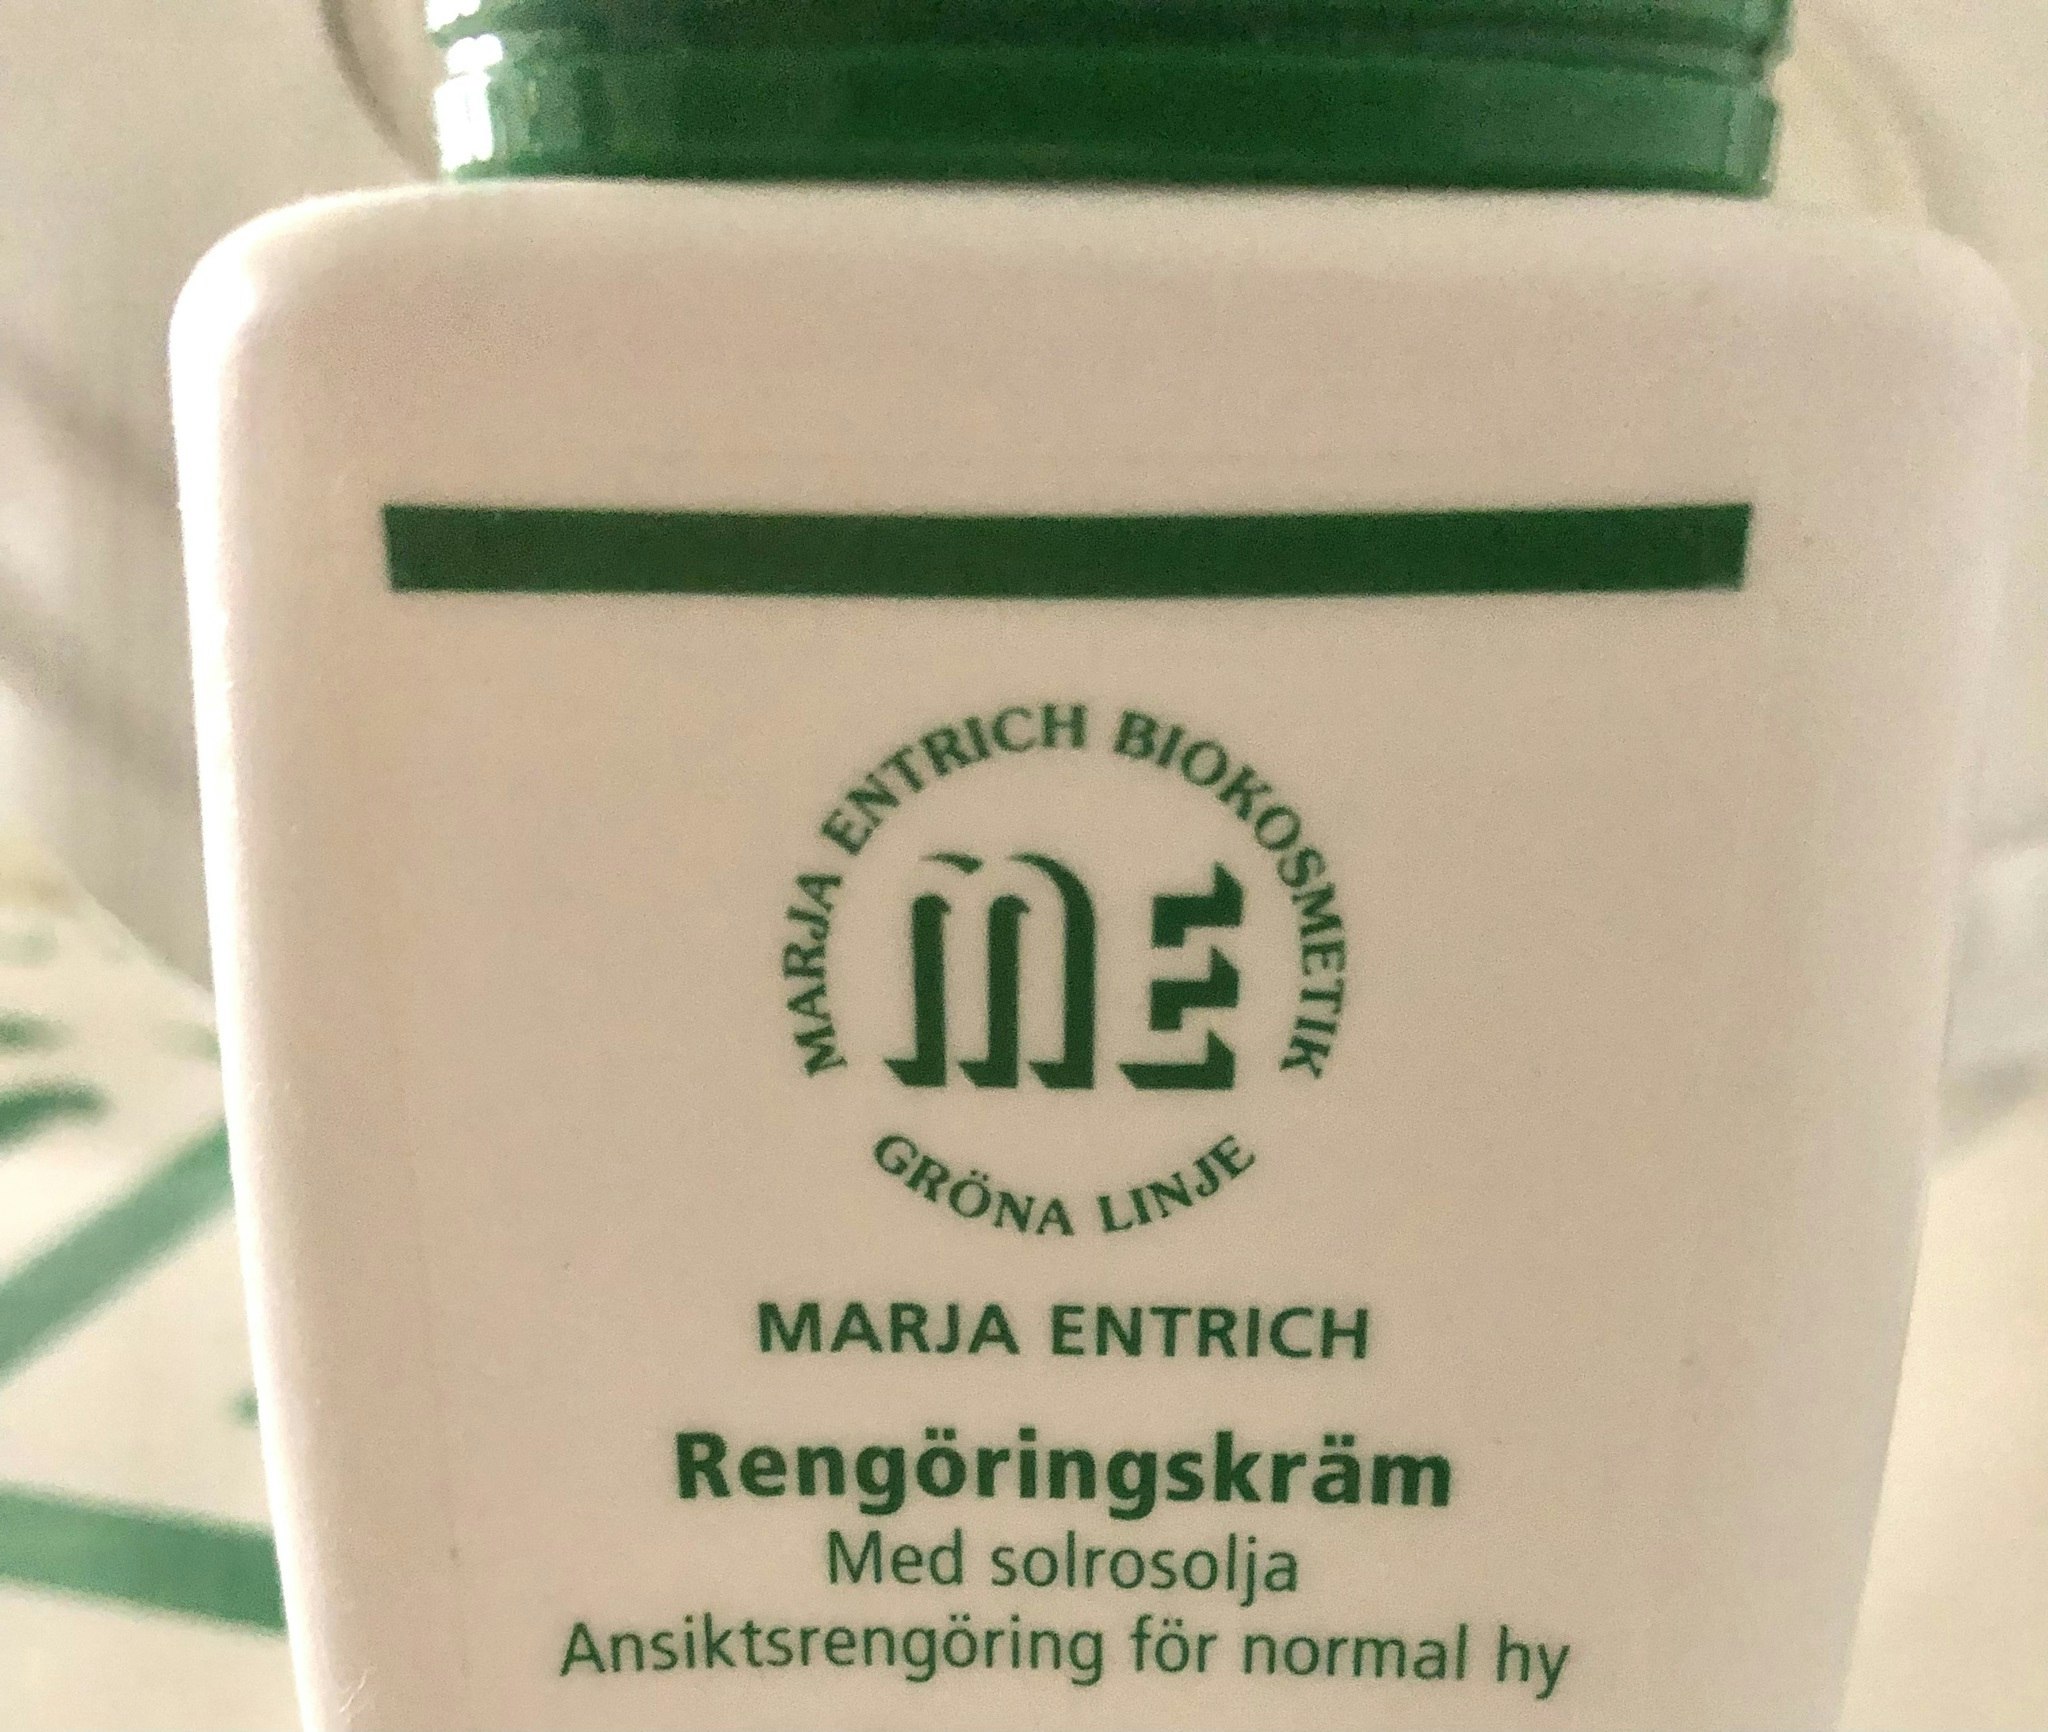 MARJA ENTRICH BIOKOSMETIK
ME
GRÖNA LINJE
MARJA ENTRICH
Rengöringskräm
Med solrosolja
Ansiktsrengöring för normal hy